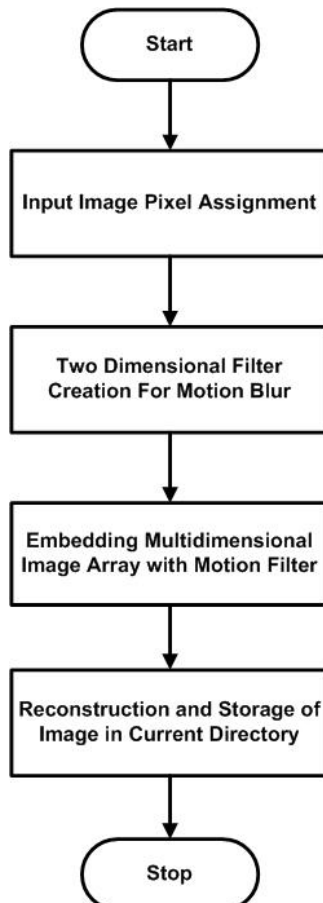 Start
Input Image Pixel Assignment
Two Dimensional Filter
Creation For Motion Blur
Embedding Multidimensional
Image Array with Motion Filter
Reconstruction and Storage of
Image in Current Directory
Stop